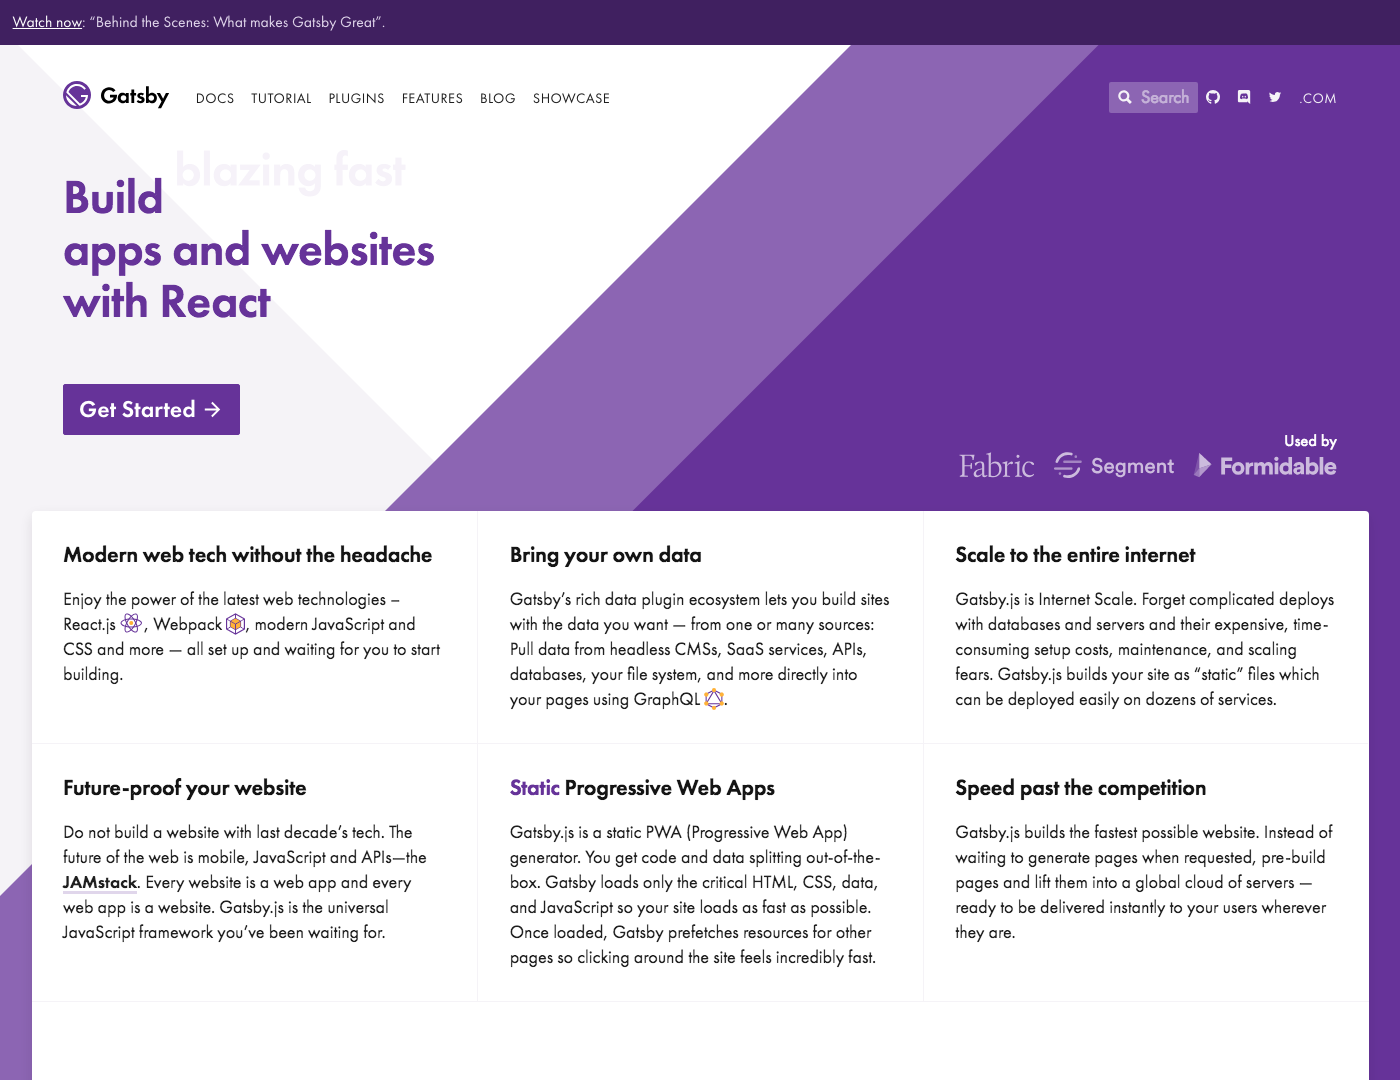 Watch now: “Behind the Scenes: What makes Gatsby Great”.
Gatsby DOCS TUTORIAL PLUGINS FEATURES BLOG SHOWCASE Search .COM
blazing fast
Build
apps and websites
with React
Get Started →
Used by
Fabric Segment Formidable
Modern web tech without the headache
Enjoy the power of the latest web technologies –
React.js , Webpack , modern JavaScript and
CSS and more — all set up and waiting for you to start
building.
Bring your own data
Gatsby’s rich data plugin ecosystem lets you build sites
with the data you want — from one or many sources:
Pull data from headless CMSs, SaaS services, APIs,
databases, your file system, and more directly into
your pages using GraphQL .
Scale to the entire internet
Gatsby.js is Internet Scale. Forget complicated deploys
with databases and servers and their expensive, time-
consuming setup costs, maintenance, and scaling
fears. Gatsby.js builds your site as “static” files which
can be deployed easily on dozens of services.
Future-proof your website
Do not build a website with last decade’s tech. The
future of the web is mobile, JavaScript and APIs—the
JAMstack. Every website is a web app and every
web app is a website. Gatsby.js is the universal
JavaScript framework you’ve been waiting for.
Static Progressive Web Apps
Gatsby.js is a static PWA (Progressive Web App)
generator. You get code and data splitting out-of-the-
box. Gatsby loads only the critical HTML, CSS, data,
and JavaScript so your site loads as fast as possible.
Once loaded, Gatsby prefetches resources for other
pages so clicking around the site feels incredibly fast.
Speed past the competition
Gatsby.js builds the fastest possible website. Instead of
waiting to generate pages when requested, pre-build
pages and lift them into a global cloud of servers —
ready to be delivered instantly to your users wherever
they are.